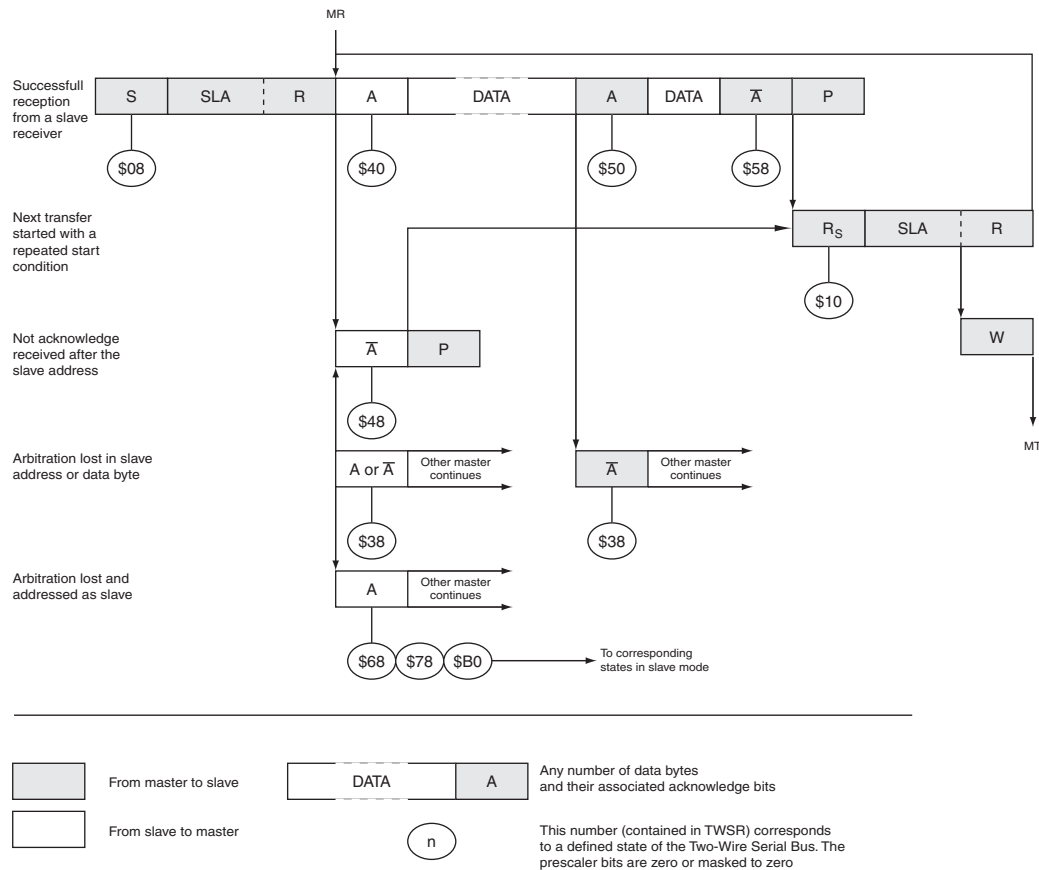 MR
Successfull
reception
from a slave
receiver
S SLA R A DATA A DATA A̅ P
$08 $40 $50 $58
Next transfer
started with a
repeated start
condition
RS SLA R
$10
Not acknowledge
received after the
slave address
A̅ P
W
$48
MT
Arbitration lost in slave
address or data byte
A or A̅
Other master
continues
A̅
Other master
continues
$38 $38
Arbitration lost and
addressed as slave
A
Other master
continues
$68 $78 $B0
To corresponding
states in slave mode
From master to slave
DATA A
Any number of data bytes
and their associated acknowledge bits
From slave to master
n
This number (contained in TWSR) corresponds
to a defined state of the Two-Wire Serial Bus. The
prescaler bits are zero or masked to zero